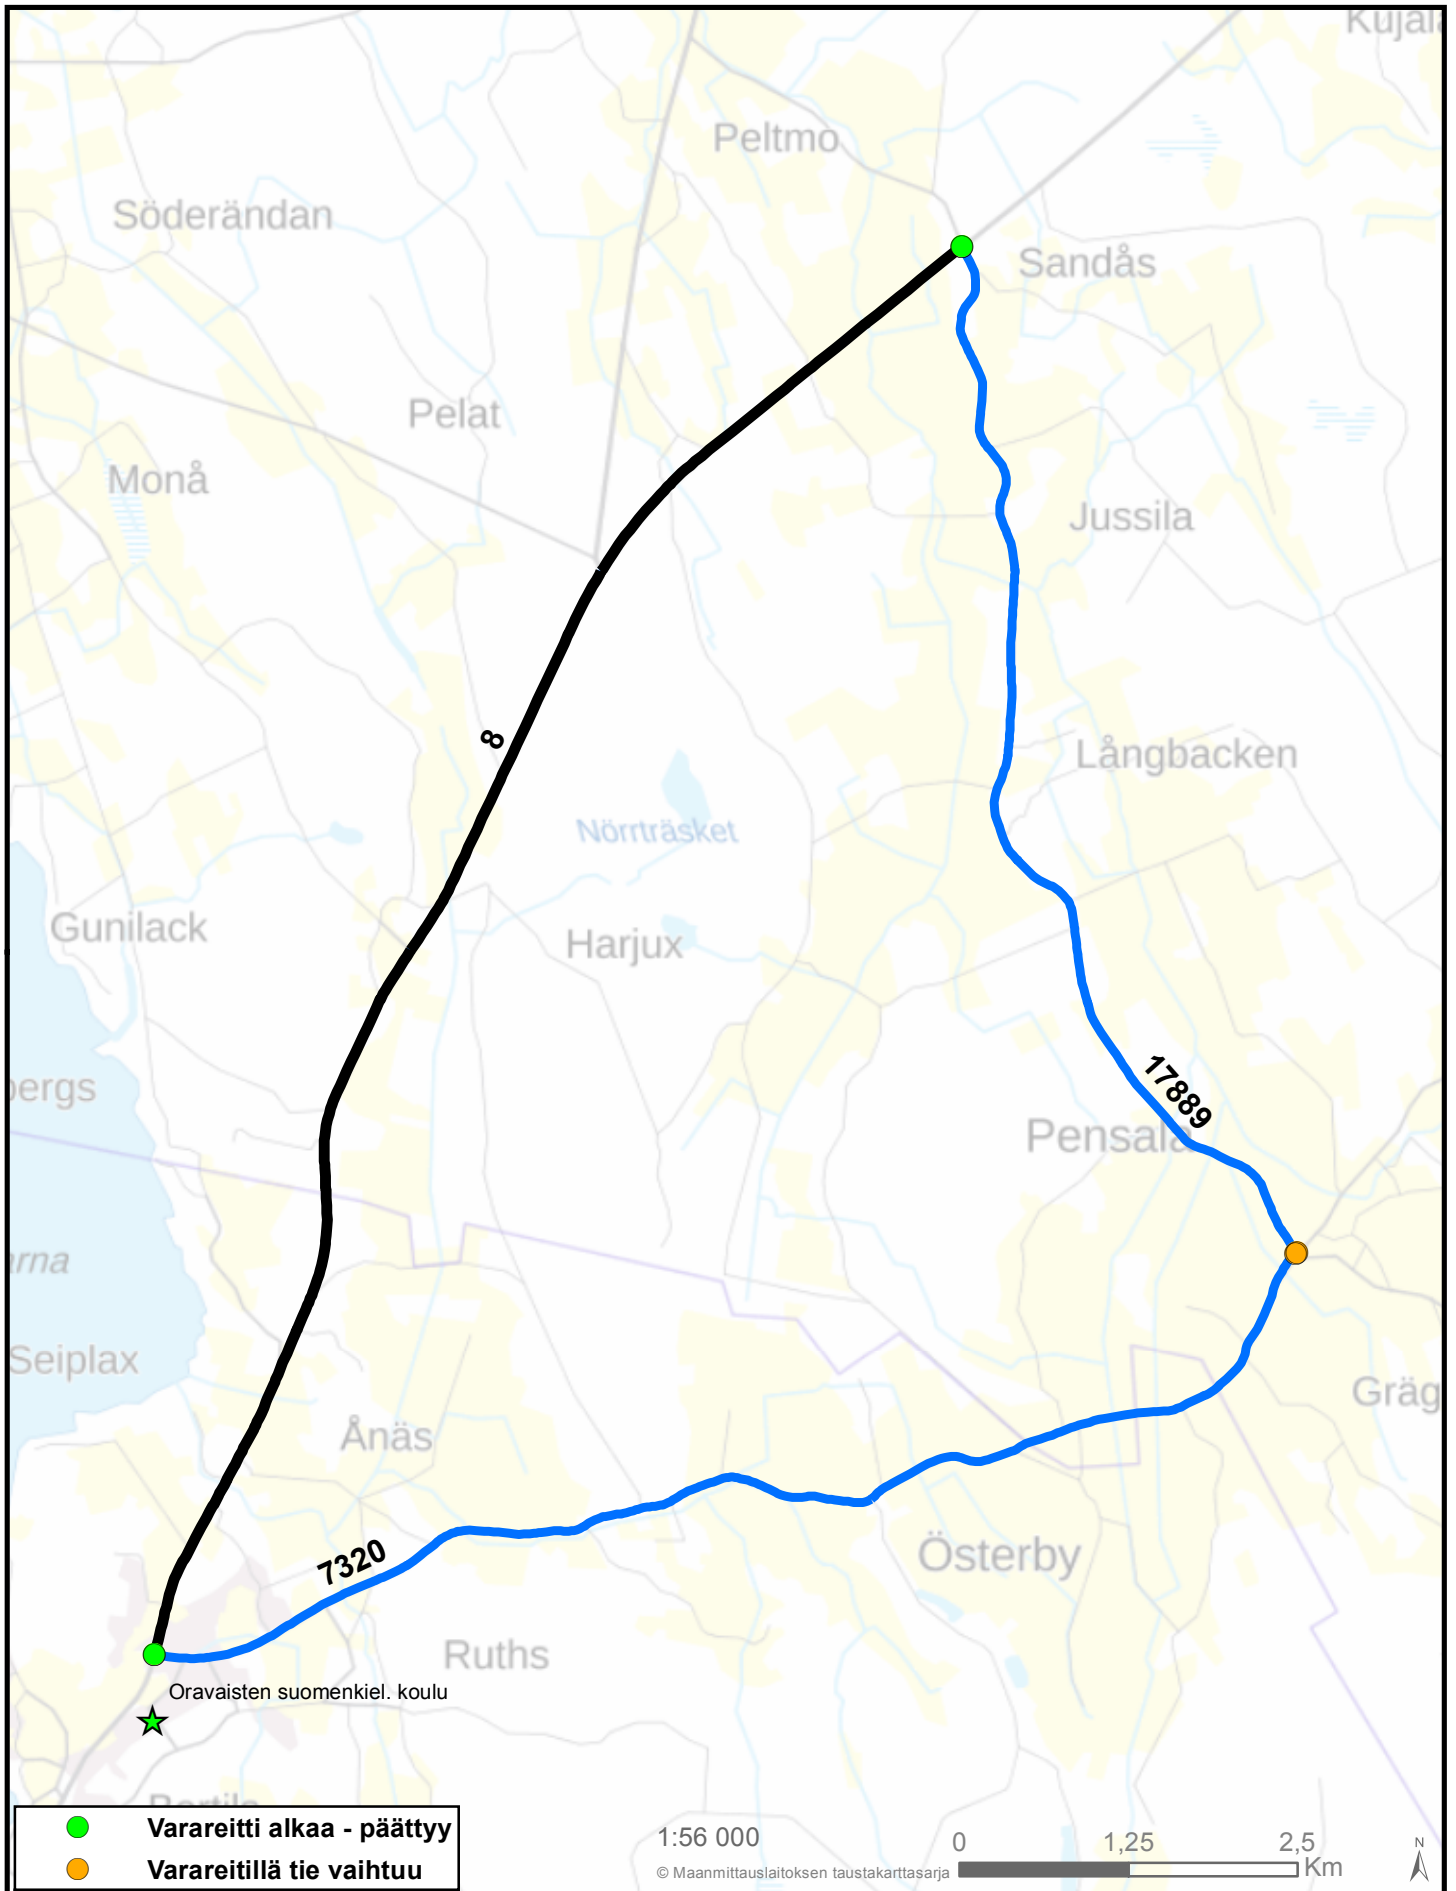 Peltmo
Söderändan
Sandås
Pelat
Monå
Jussila
8
Långbacken
Nörrträsket
Gunilack
Harjux
bergs
17889
Pensala
rna
Seiplax
Gräg
Ånäs
Österby
7320
Ruths
Oravaisten suomenkiel. koulu
Varareitti alkaa - päättyy
Varareitillä tie vaihtuu
1:56 000
© Maanmittauslaitoksen taustakarttasarja
0 1,25 2,5
Km
N